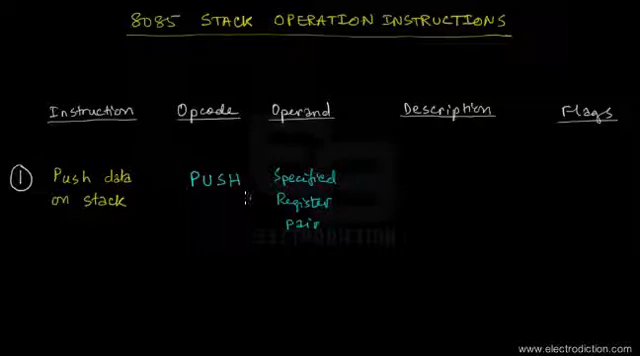 8085 STACK OPERATION INSTRUCTIONS
Instruction Opcode Operand Description Flags
1 Push data PUSH Specified
on stack Register
pair
ELECTRODICTION
www.electrodiction.com